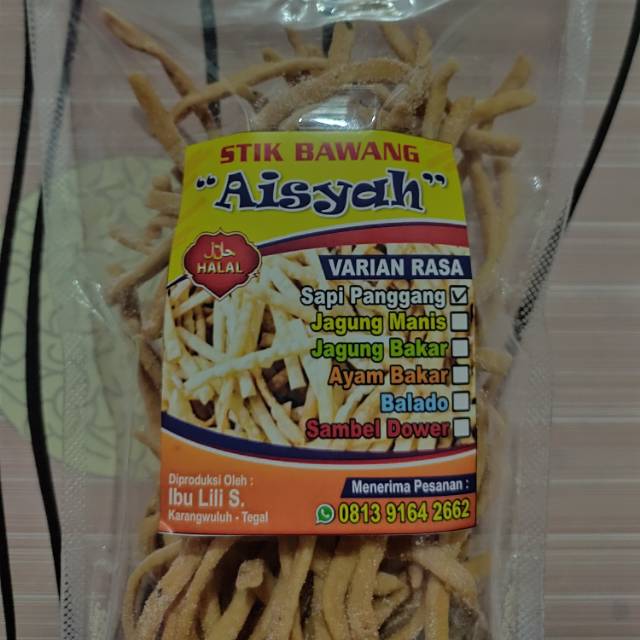 STIK BAWANG
"Aisyah"
حلال
HALAL
VARIAN RASA
Sapi Panggang
Jagung Manis
Jagung Bakar
Ayam Bakar
Balado
Sambel Dower
Diproduksi Oleh :
Ibu Lili S.
Karangwuluh - Tegal
Menerima Pesanan :
0813 9164 2662